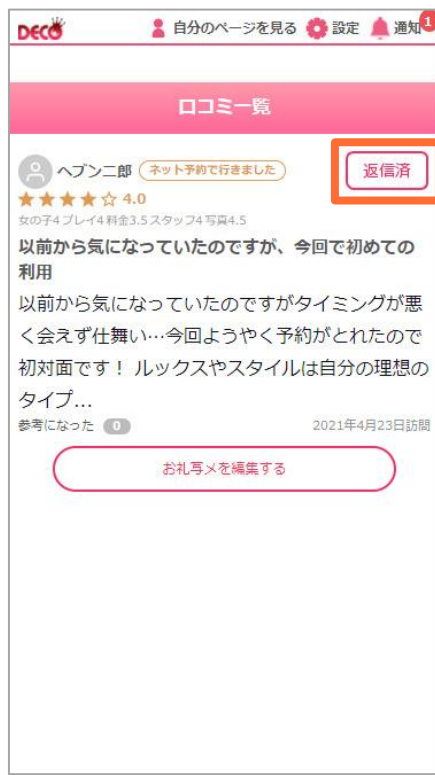 DECO 自分のページを見る 設定 通知 1
口コミ一覧
ヘブン二郎 ネット予約で行きました 返信済
★★★★☆ 4.0
女の子4 プレイ4 料金3.5 スタッフ4 写真4.5
以前から気になっていたのですが、今回で初めての
利用
以前から気になっていたのですがタイミングが悪
く会えず仕舞い…今回ようやく予約がとれたので
初対面です！ ルックスやスタイルは自分の理想の
タイプ...
参考になった 0 2021年4月23日訪問
お礼写メを編集する